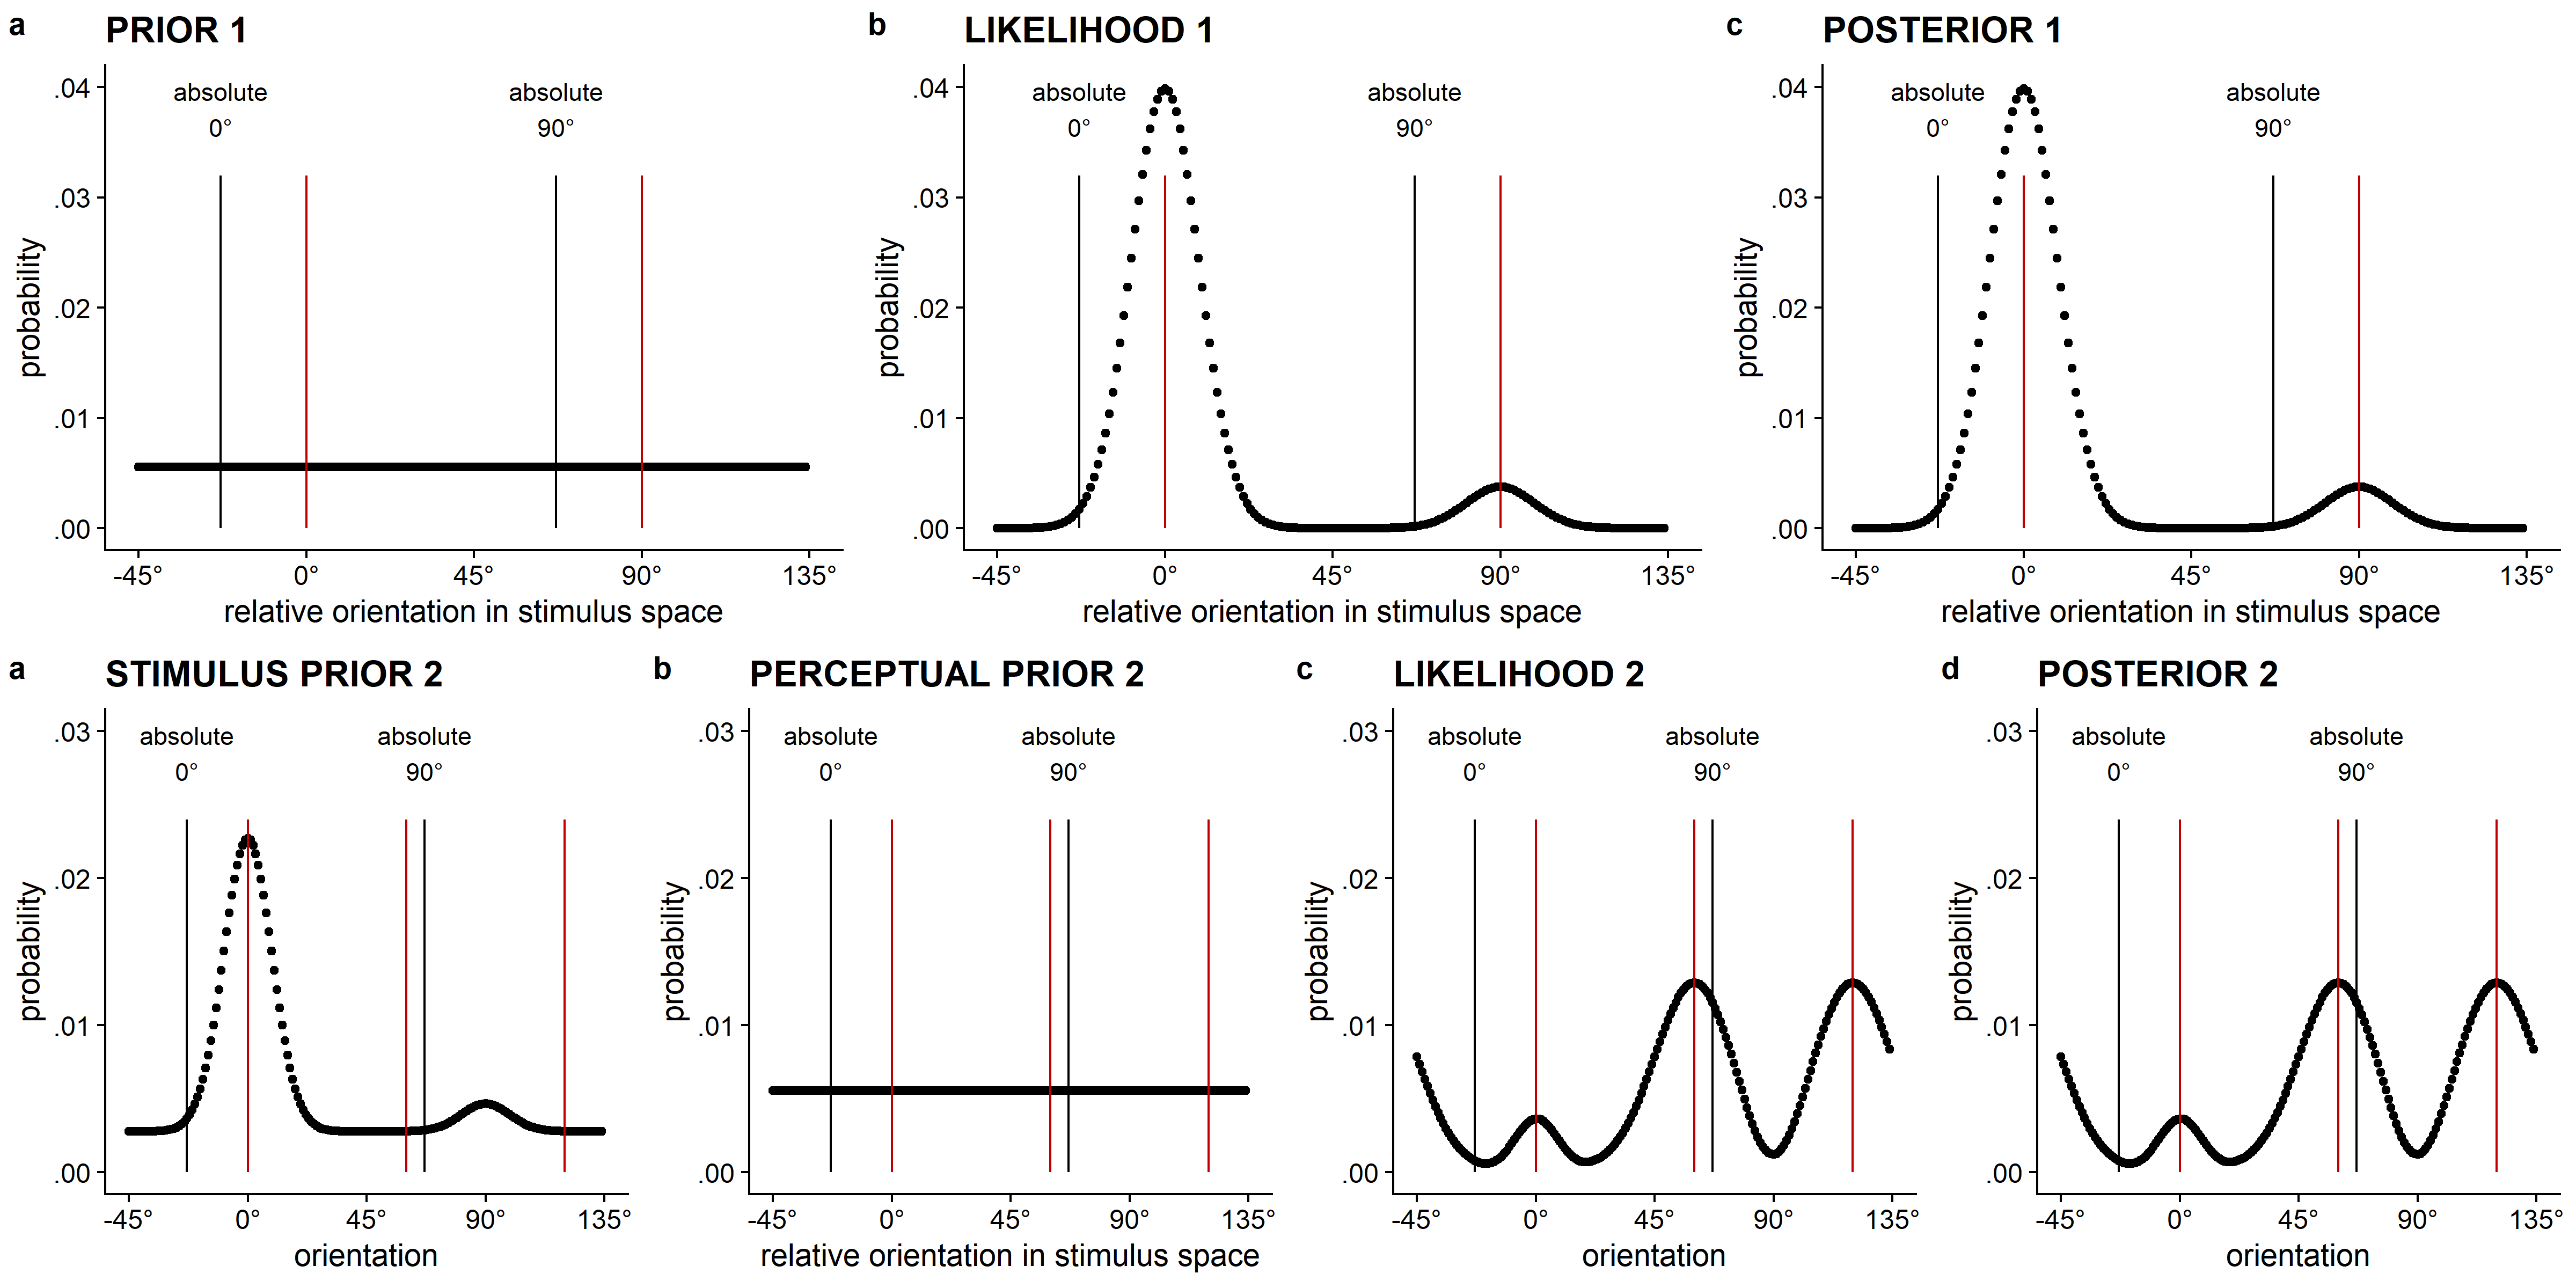 a PRIOR 1
.04
.03
.02
.01
.00
probability
absolute
0°
absolute
90°
-45° 0° 45° 90° 135°
relative orientation in stimulus space
b LIKELIHOOD 1
.04
.03
.02
.01
.00
probability
absolute
0°
absolute
90°
-45° 0° 45° 90° 135°
relative orientation in stimulus space
c POSTERIOR 1
.04
.03
.02
.01
.00
probability
absolute
0°
absolute
90°
-45° 0° 45° 90° 135°
relative orientation in stimulus space
a STIMULUS PRIOR 2
.03
.02
.01
.00
probability
absolute
0°
absolute
90°
-45° 0° 45° 90° 135°
orientation
b PERCEPTUAL PRIOR 2
.03
.02
.01
.00
probability
absolute
0°
absolute
90°
-45° 0° 45° 90° 135°
relative orientation in stimulus space
c LIKELIHOOD 2
.03
.02
.01
.00
probability
absolute
0°
absolute
90°
-45° 0° 45° 90° 135°
orientation
d POSTERIOR 2
.03
.02
.01
.00
probability
absolute
0°
absolute
90°
-45° 0° 45° 90° 135°
orientation